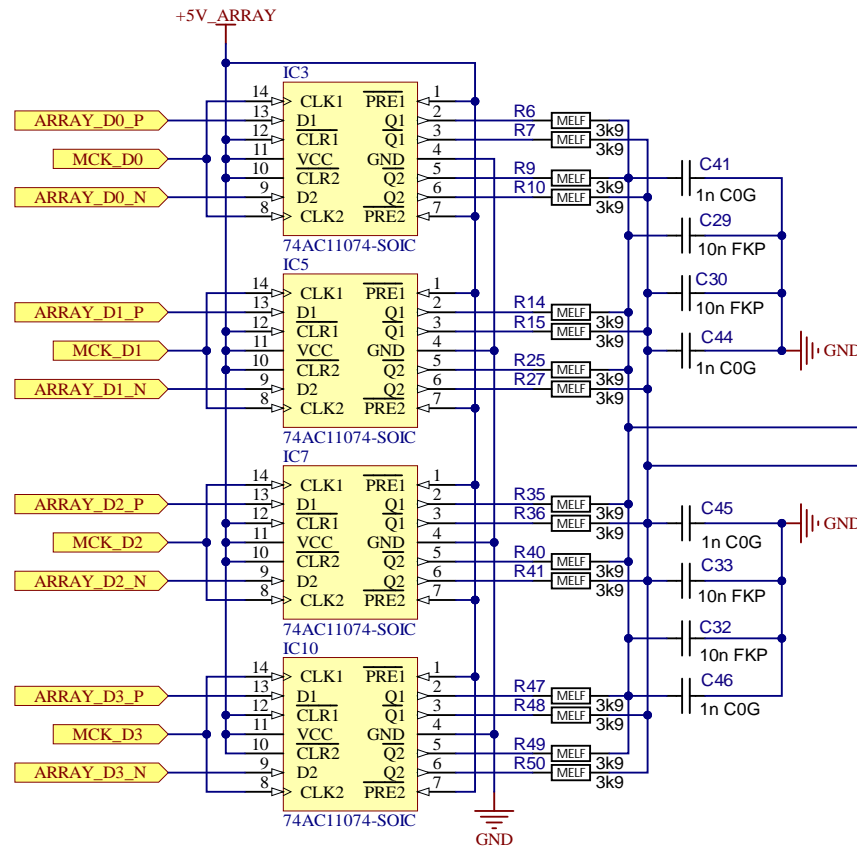 +5V_ARRAY
IC3
14 CLK1 PRE1 1
ARRAY_D0_P 13 D1 Q1 2 R6 MELF 3k9
12 CLR1 Q1 3 R7 MELF 3k9
MCK_D0 11 VCC GND 4
10 CLR2 Q2 5 R9 MELF 3k9
ARRAY_D0_N 9 D2 Q2 6 R10 MELF 3k9
8 CLK2 PRE2 7
74AC11074-SOIC
C41
1n C0G
C29
10n FKP
C30
10n FKP
C44
1n C0G
GND
IC5
14 CLK1 PRE1 1
ARRAY_D1_P 13 D1 Q1 2 R14 MELF 3k9
12 CLR1 Q1 3 R15 MELF 3k9
MCK_D1 11 VCC GND 4
10 CLR2 Q2 5 R25 MELF 3k9
ARRAY_D1_N 9 D2 Q2 6 R27 MELF 3k9
8 CLK2 PRE2 7
74AC11074-SOIC
IC7
14 CLK1 PRE1 1
ARRAY_D2_P 13 D1 Q1 2 R35 MELF 3k9
12 CLR1 Q1 3 R36 MELF 3k9
MCK_D2 11 VCC GND 4
10 CLR2 Q2 5 R40 MELF 3k9
ARRAY_D2_N 9 D2 Q2 6 R41 MELF 3k9
8 CLK2 PRE2 7
74AC11074-SOIC
C45
1n C0G
GND
C33
10n FKP
C32
10n FKP
C46
1n C0G
IC10
14 CLK1 PRE1 1
ARRAY_D3_P 13 D1 Q1 2 R47 MELF 3k9
12 CLR1 Q1 3 R48 MELF 3k9
MCK_D3 11 VCC GND 4
10 CLR2 Q2 5 R49 MELF 3k9
ARRAY_D3_N 9 D2 Q2 6 R50 MELF 3k9
8 CLK2 PRE2 7
74AC11074-SOIC
GND